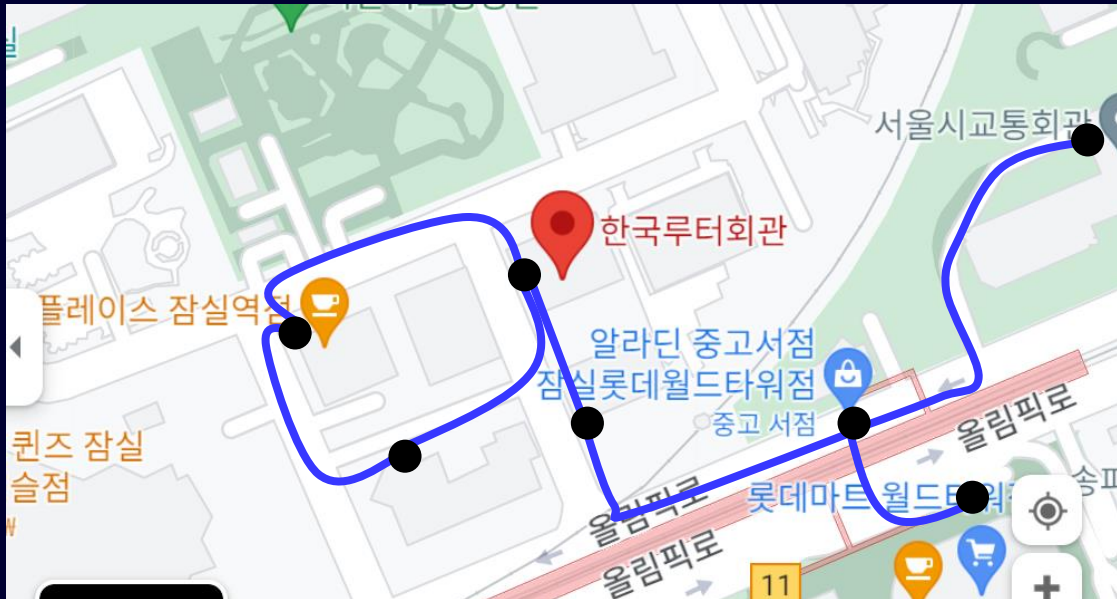 실
서울시교통회관
한국루터회관
플레이스 잠실역점
알라딘 중고서점
잠실롯데월드타워점
중고 서점
퀸즈 잠실
슬점
₩
올림픽로
롯데마트 월드타워
송파
올림픽로
올림픽로
11